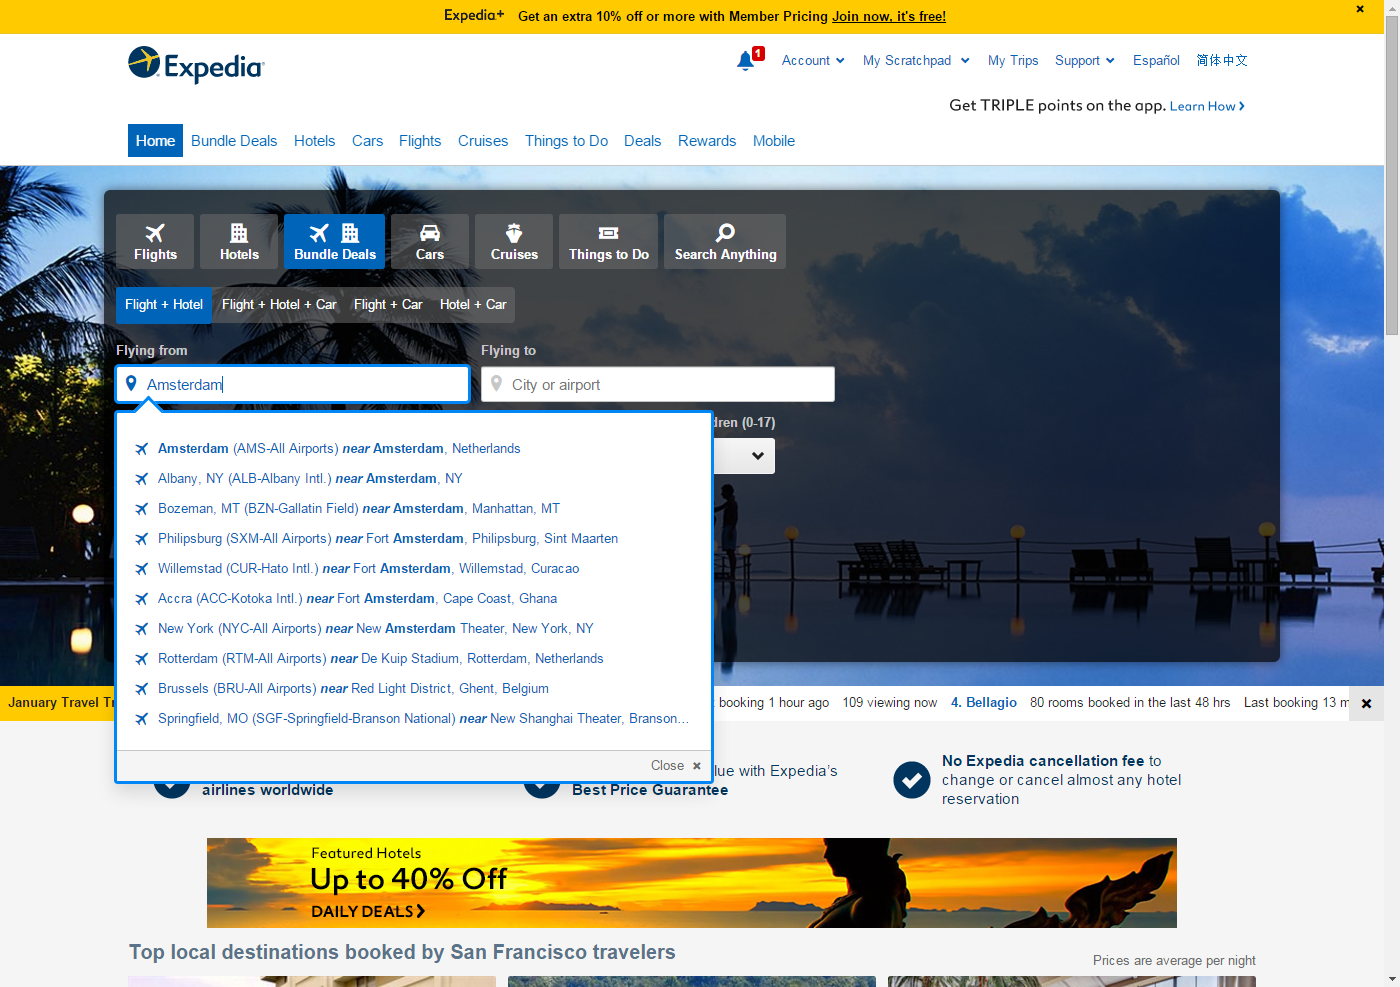 Expedia+ Get an extra 10% off or more with Member Pricing Join now, it's free!
Expedia
1
Account My Scratchpad My Trips Support Español 简体中文
Get TRIPLE points on the app. Learn How
Home Bundle Deals Hotels Cars Flights Cruises Things to Do Deals Rewards Mobile
Flights Hotels Bundle Deals Cars Cruises Things to Do Search Anything
Flight + Hotel Flight + Hotel + Car Flight + Car Hotel + Car
Flying from Flying to
Amsterdam City or airport
dren (0-17)
Amsterdam (AMS-All Airports) near Amsterdam, Netherlands
Albany, NY (ALB-Albany Intl.) near Amsterdam, NY
Bozeman, MT (BZN-Gallatin Field) near Amsterdam, Manhattan, MT
Philipsburg (SXM-All Airports) near Fort Amsterdam, Philipsburg, Sint Maarten
Willemstad (CUR-Hato Intl.) near Fort Amsterdam, Willemstad, Curacao
Accra (ACC-Kotoka Intl.) near Fort Amsterdam, Cape Coast, Ghana
New York (NYC-All Airports) near New Amsterdam Theater, New York, NY
Rotterdam (RTM-All Airports) near De Kuip Stadium, Rotterdam, Netherlands
Brussels (BRU-All Airports) near Red Light District, Ghent, Belgium
Springfield, MO (SGF-Springfield-Branson National) near New Shanghai Theater, Branson...
Close
January Travel Tr booking 1 hour ago 109 viewing now 4. Bellagio 80 rooms booked in the last 48 hrs Last booking 13 m
airlines worldwide
lue with Expedia's
Best Price Guarantee
No Expedia cancellation fee to
change or cancel almost any hotel
reservation
Featured Hotels
Up to 40% Off
DAILY DEALS
Top local destinations booked by San Francisco travelers
Prices are average per night